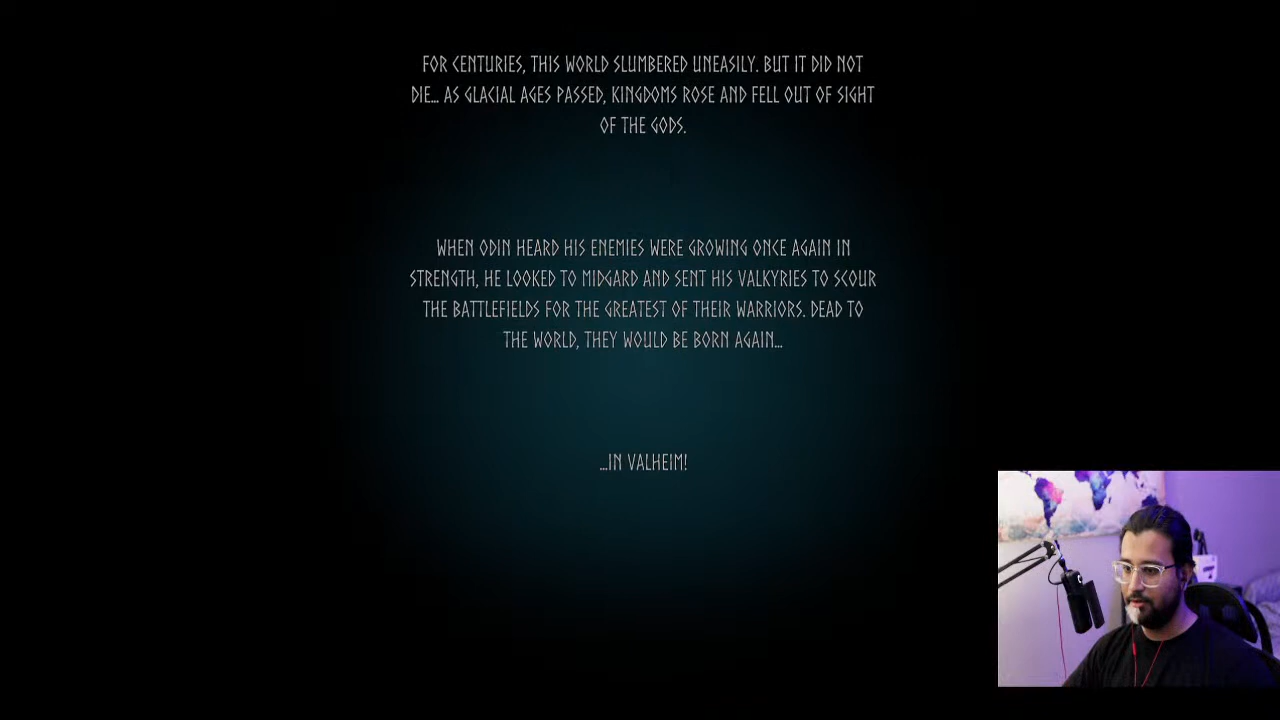 FOR CENTURIES, THIS WORLD SLUMBERED UNEASILY. BUT IT DID NOT
DIE... AS GLACIAL AGES PASSED, KINGDOMS ROSE AND FELL OUT OF SIGHT
OF THE GODS.
WHEN ODIN HEARD HIS ENEMIES WERE GROWING ONCE AGAIN IN
STRENGTH, HE LOOKED TO MIDGARD AND SENT HIS VALKYRIES TO SCOUR
THE BATTLEFIELDS FOR THE GREATEST OF THEIR WARRIORS. DEAD TO
THE WORLD, THEY WOULD BE BORN AGAIN...
...IN VALHEIM!